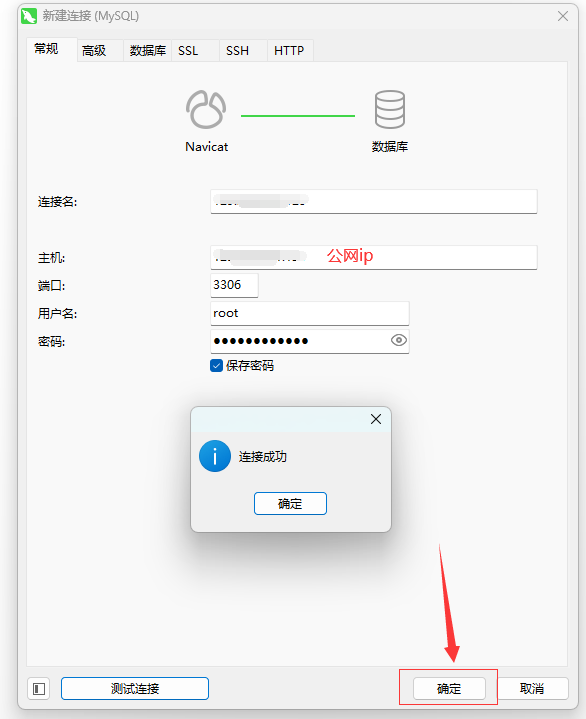 新建连接 (MySQL)
常规 高级 数据库 SSL SSH HTTP
Navicat 数据库
连接名:
主机: 公网ip
端口: 3306
用户名: root
密码: ●●●●●●●●●●●●
保存密码
连接成功
确定
测试连接 确定 取消